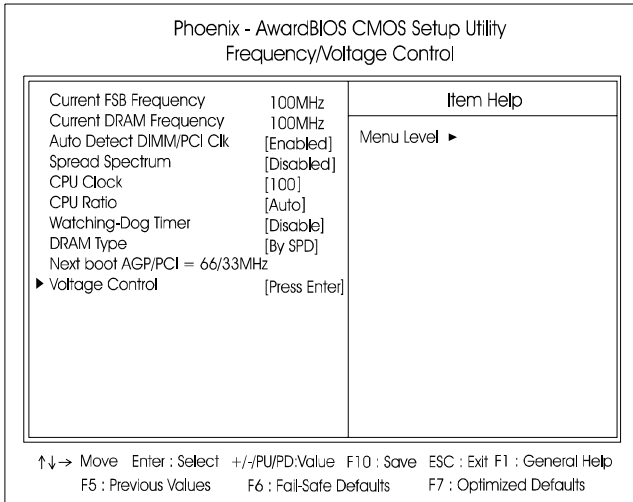 Phoenix - AwardBIOS CMOS Setup Utility
Frequency/Voltage Control
Current FSB Frequency 100MHz
Current DRAM Frequency 100MHz
Auto Detect DIMM/PCI Clk [Enabled]
Spread Spectrum [Disabled]
CPU Clock [100]
CPU Ratio [Auto]
Watching-Dog Timer [Disable]
DRAM Type [By SPD]
Next boot AGP/PCI = 66/33MHz
▶ Voltage Control [Press Enter]
Item Help
Menu Level ►
↑↓→ Move Enter : Select +/-/PU/PD:Value F10 : Save ESC : Exit F1 : General Help
F5 : Previous Values F6 : Fail-Safe Defaults F7 : Optimized Defaults